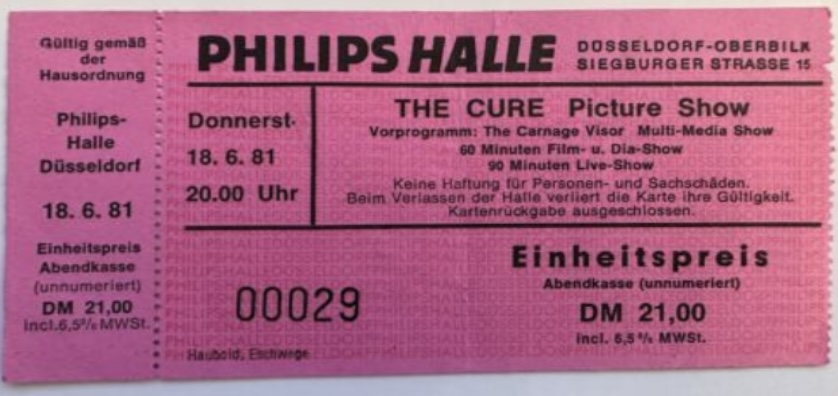 Gültig gemäß
der
Hausordnung
Philips-
Halle
Düsseldorf
18. 6. 81
Einheitspreis
Abendkasse
(unnumeriert)
DM 21,00
incl. 6,5% MWSt.
PHILIPS HALLE
DÜSSELDORF-OBERBILK
SIEGBURGER STRASSE 15
Donnerst.
18. 6. 81
20.00 Uhr
THE CURE Picture Show
Vorprogramm: The Carnage Visor Multi-Media Show
60 Minuten Film- u. Dia-Show
90 Minuten Live-Show
Keine Haftung für Personen- und Sachschäden.
Beim Verlassen der Halle verliert die Karte ihre Gültigkeit.
Kartenrückgabe ausgeschlossen.
00029
Haubold, Eschwege
Einheitspreis
Abendkasse (unnumeriert)
DM 21,00
incl. 6,5 % MWSt.